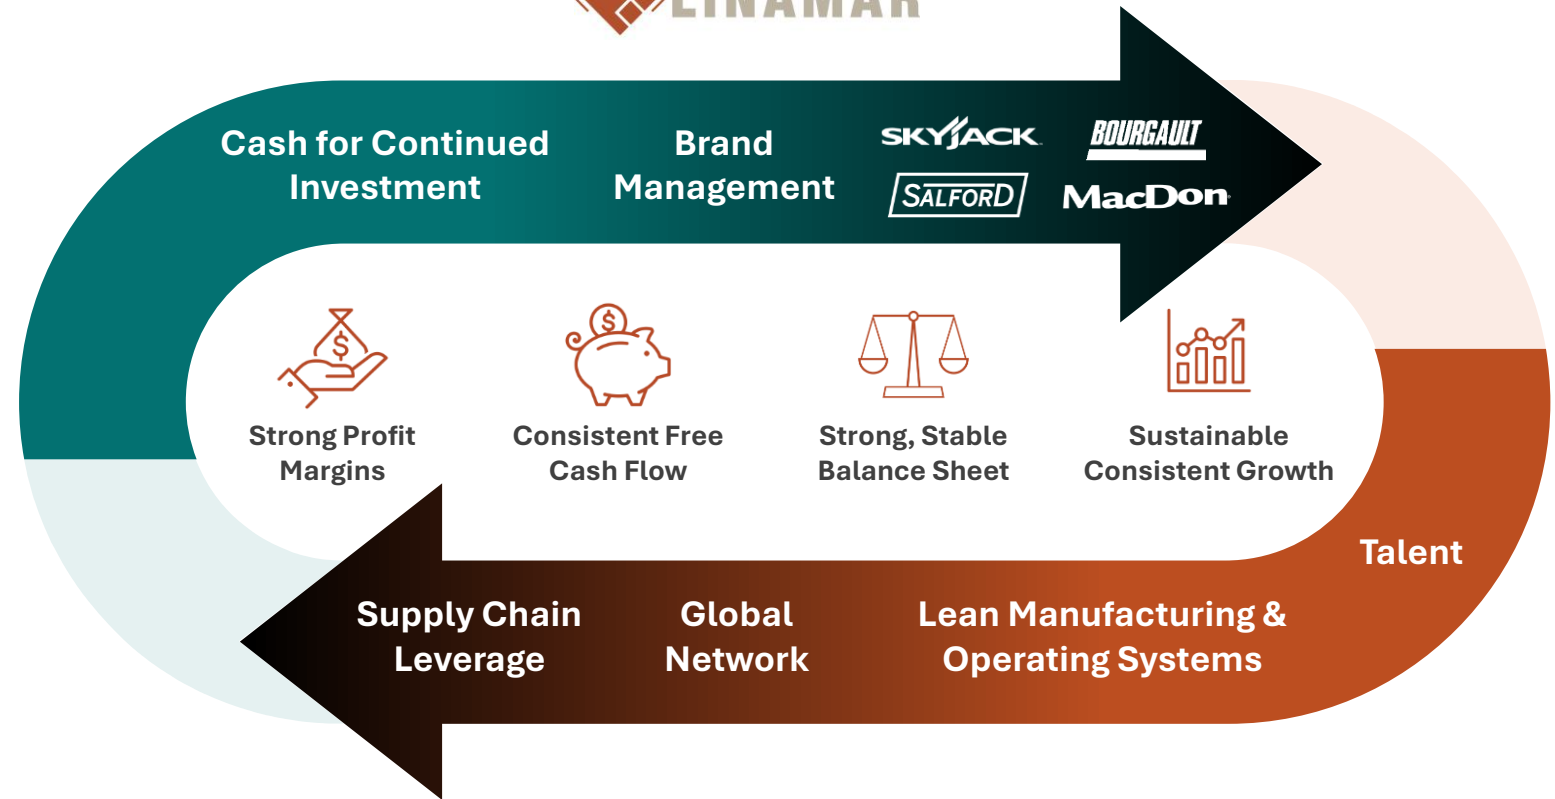 LINAMAR
Cash for Continued
Investment
Brand
Management
SKYJACK
BOURGAULT
SALFORD
MacDon
$
$
Strong Profit
Margins
Consistent Free
Cash Flow
Strong, Stable
Balance Sheet
Sustainable
Consistent Growth
Talent
Supply Chain
Leverage
Global
Network
Lean Manufacturing &
Operating Systems